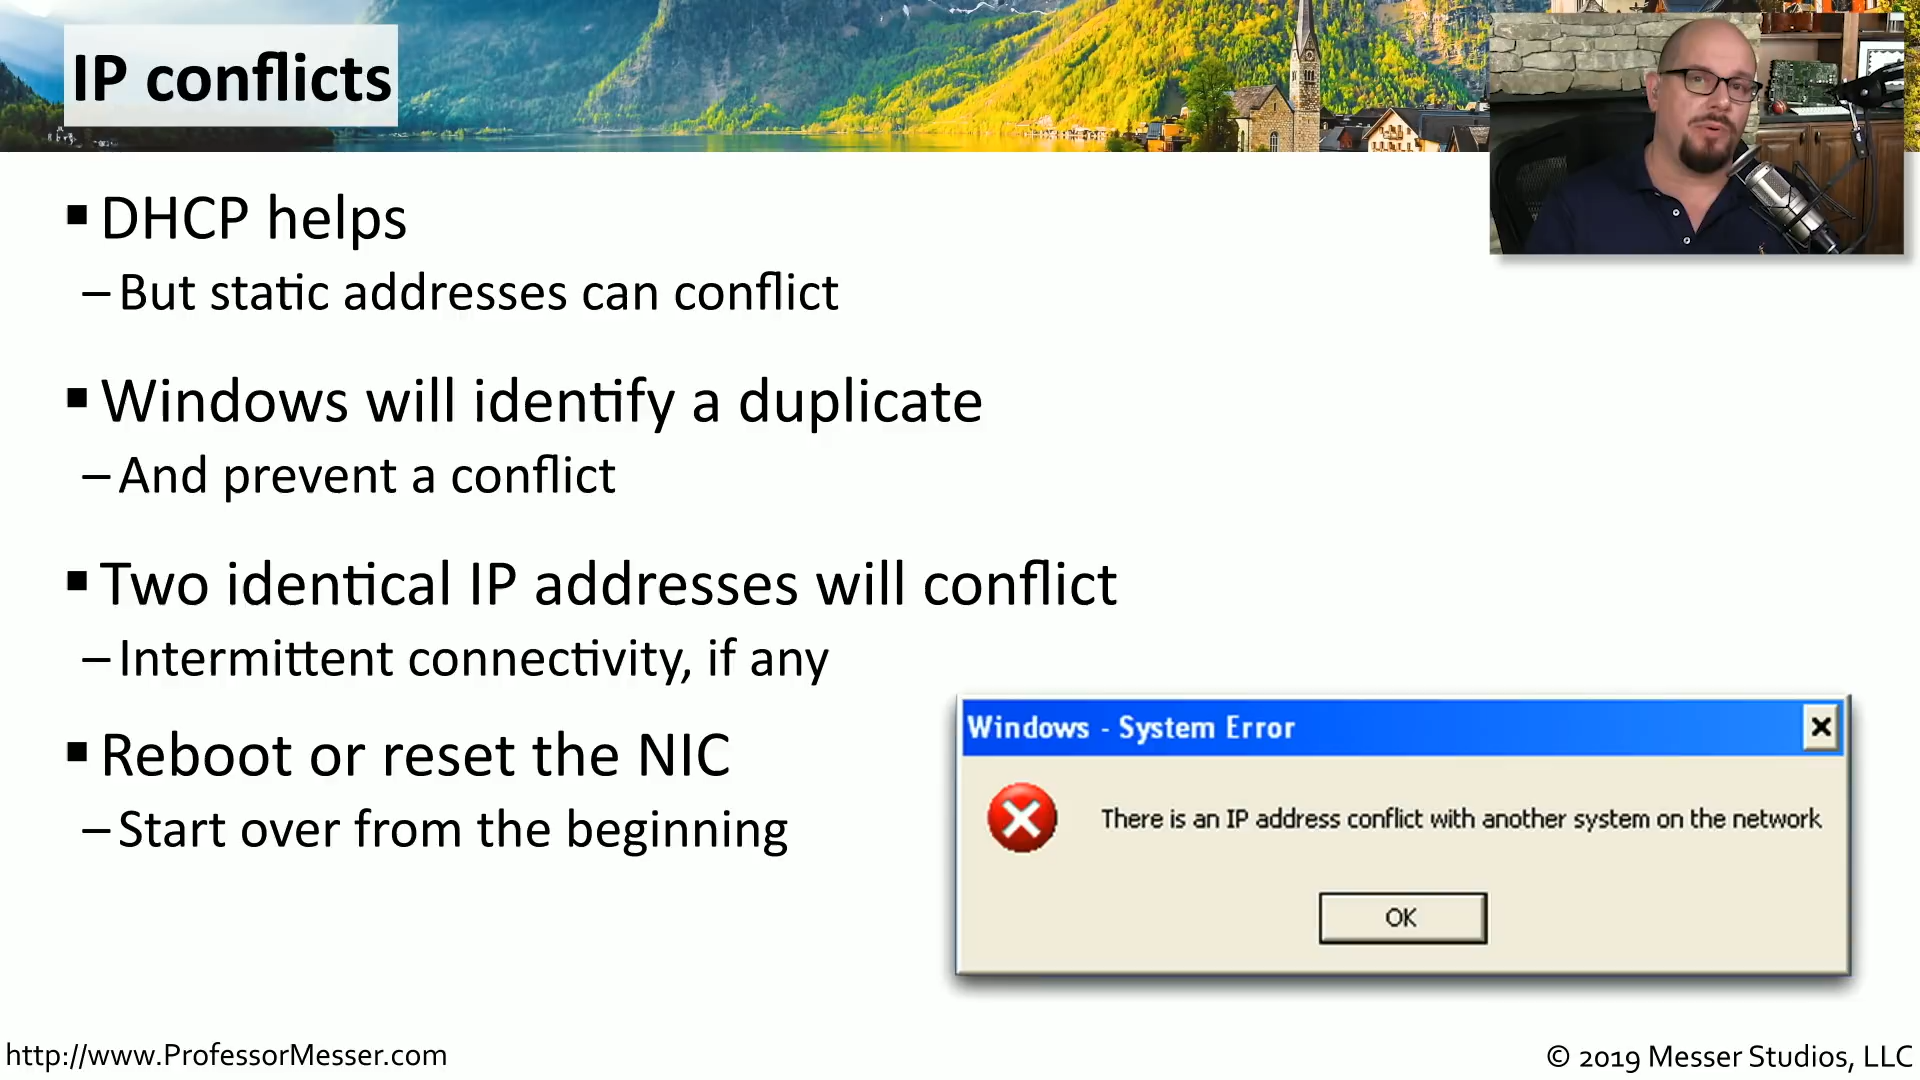 IP conflicts
▪ DHCP helps
– But static addresses can conflict
▪ Windows will identify a duplicate
– And prevent a conflict
▪ Two identical IP addresses will conflict
– Intermittent connectivity, if any
▪ Reboot or reset the NIC
– Start over from the beginning
Windows - System Error
There is an IP address conflict with another system on the network
OK
http://www.ProfessorMesser.com
© 2019 Messer Studios, LLC